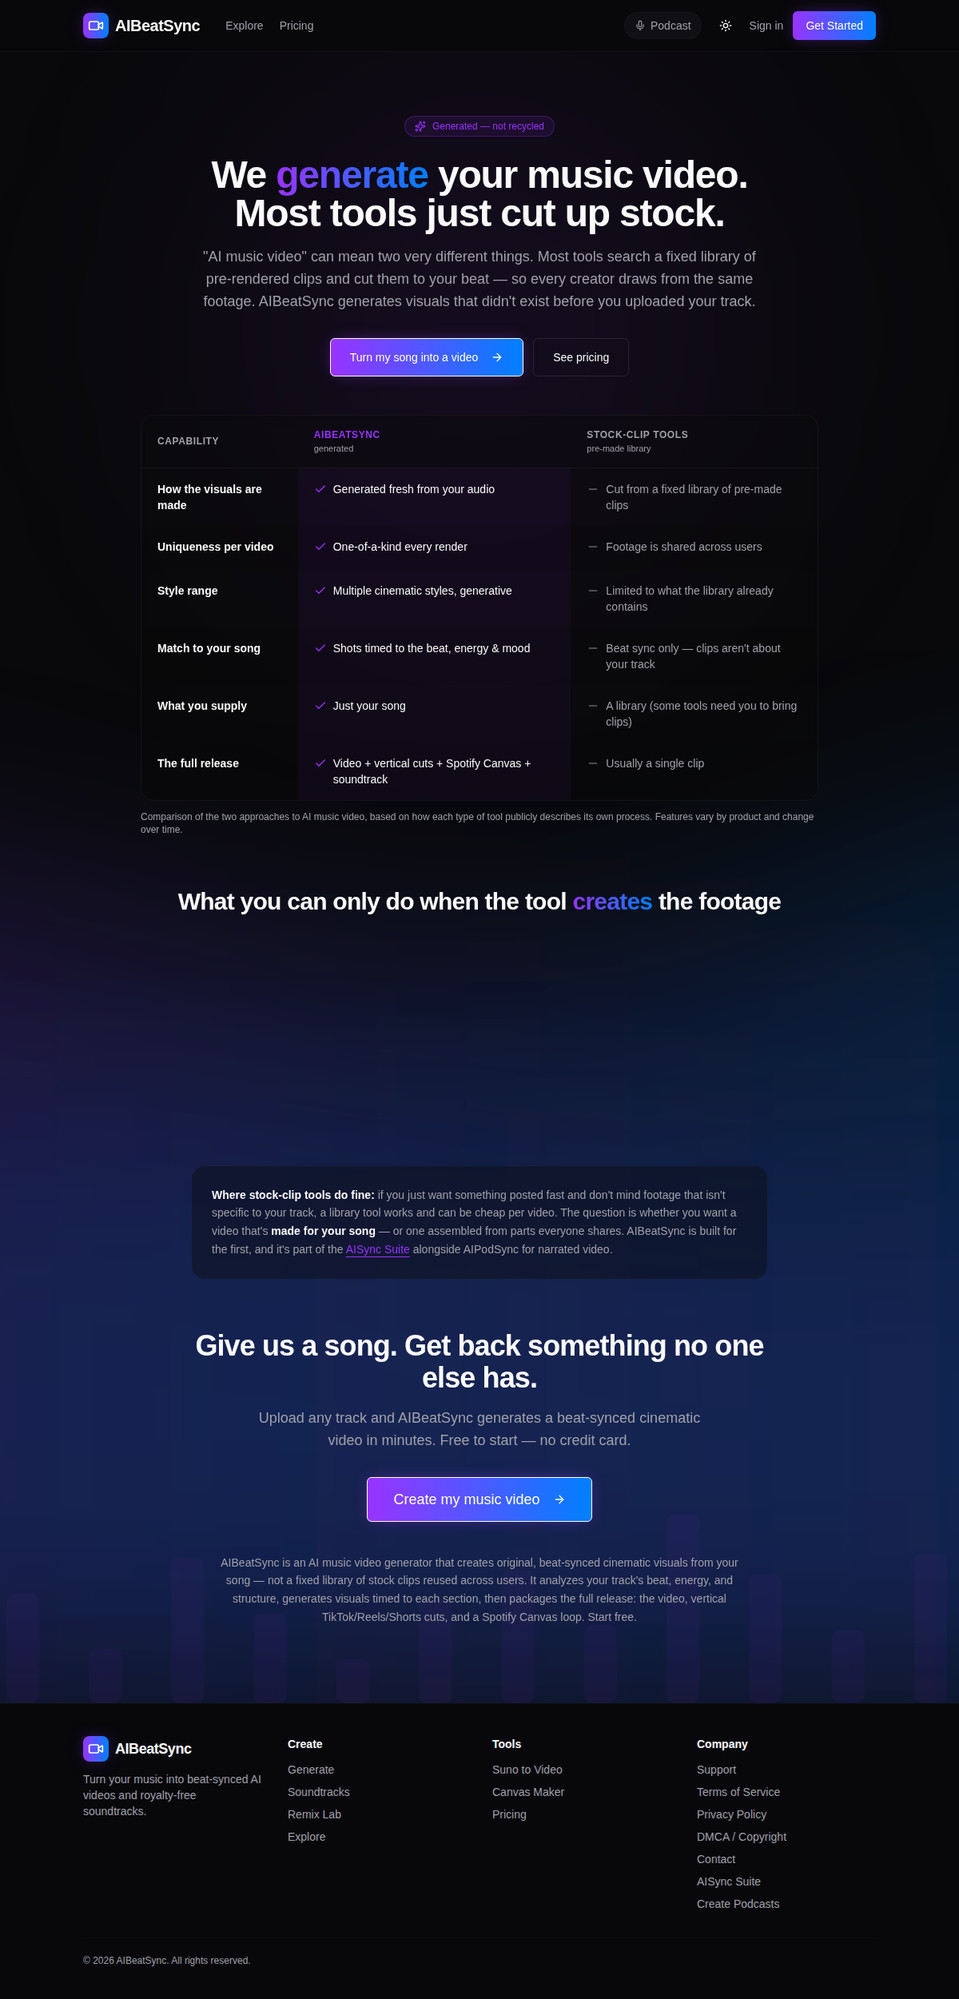 AIBeatSync
Explore
Pricing
Podcast
Sign in
Get Started
Generated — not recycled
We generate your music video.
Most tools just cut up stock.
"AI music video" can mean two very different things. Most tools search a fixed library of
pre-rendered clips and cut them to your beat — so every creator draws from the same
footage. AIBeatSync generates visuals that didn't exist before you uploaded your track.
Turn my song into a video
See pricing
CAPABILITY
AIBEATSYNC
generated
STOCK-CLIP TOOLS
pre-made library
How the visuals are
made
Generated fresh from your audio
Cut from a fixed library of pre-made
clips
Uniqueness per video
One-of-a-kind every render
Footage is shared across users
Style range
Multiple cinematic styles, generative
Limited to what the library already
contains
Match to your song
Shots timed to the beat, energy & mood
Beat sync only — clips aren't about
your track
What you supply
Just your song
A library (some tools need you to bring
clips)
The full release
Video + vertical cuts + Spotify Canvas +
soundtrack
Usually a single clip
Comparison of the two approaches to AI music video, based on how each type of tool publicly describes its own process. Features vary by product and change
over time.
What you can only do when the tool creates the footage
Where stock-clip tools do fine: if you just want something posted fast and don't mind footage that isn't
specific to your track, a library tool works and can be cheap per video. The question is whether you want a
video that's made for your song — or one assembled from parts everyone shares. AIBeatSync is built for
the first, and it's part of the AISync Suite alongside AIPodSync for narrated video.
Give us a song. Get back something no one
else has.
Upload any track and AIBeatSync generates a beat-synced cinematic
video in minutes. Free to start — no credit card.
Create my music video
AIBeatSync is an AI music video generator that creates original, beat-synced cinematic visuals from your
song — not a fixed library of stock clips reused across users. It analyzes your track's beat, energy, and
structure, generates visuals timed to each section, then packages the full release: the video, vertical
TikTok/Reels/Shorts cuts, and a Spotify Canvas loop. Start free.
AIBeatSync
Turn your music into beat-synced AI
videos and royalty-free
soundtracks.
Create
Generate
Soundtracks
Remix Lab
Explore
Tools
Suno to Video
Canvas Maker
Pricing
Company
Support
Terms of Service
Privacy Policy
DMCA / Copyright
Contact
AISync Suite
Create Podcasts
© 2026 AIBeatSync. All rights reserved.